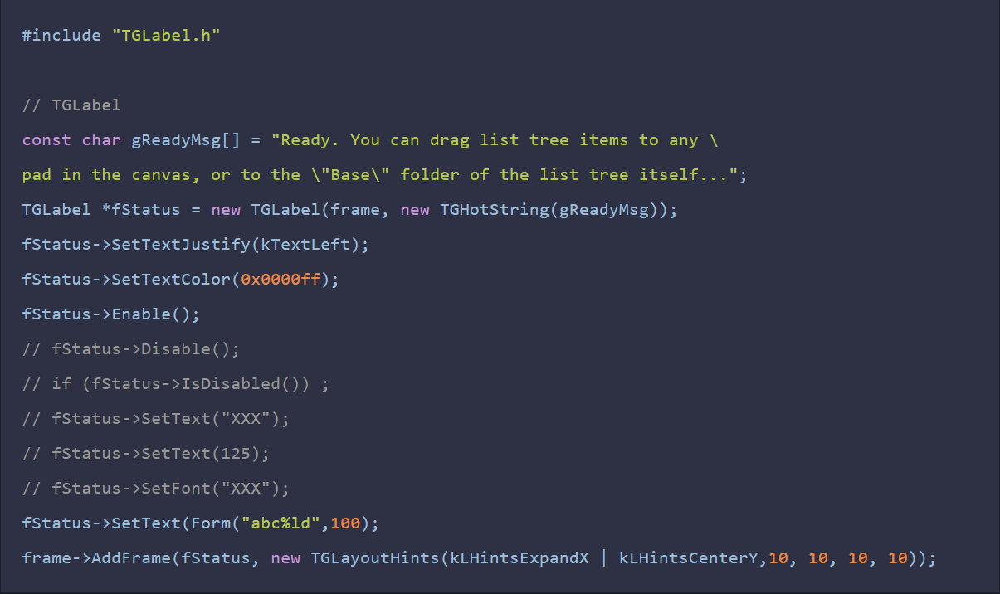 #include "TGLabel.h"
// TGLabel
const char gReadyMsg[] = "Ready. You can drag list tree items to any \
pad in the canvas, or to the \"Base\" folder of the list tree itself...";
TGLabel *fStatus = new TGLabel(frame, new TGHotString(gReadyMsg));
fStatus->SetTextJustify(kTextLeft);
fStatus->SetTextColor(0x0000ff);
fStatus->Enable();
// fStatus->Disable();
// if (fStatus->IsDisabled()) ;
// fStatus->SetText("XXX");
// fStatus->SetText(125);
// fStatus->SetFont("XXX");
fStatus->SetText(Form("abc%ld",100);
frame->AddFrame(fStatus, new TGLayoutHints(kLHintsExpandX | kLHintsCenterY,10, 10, 10, 10));